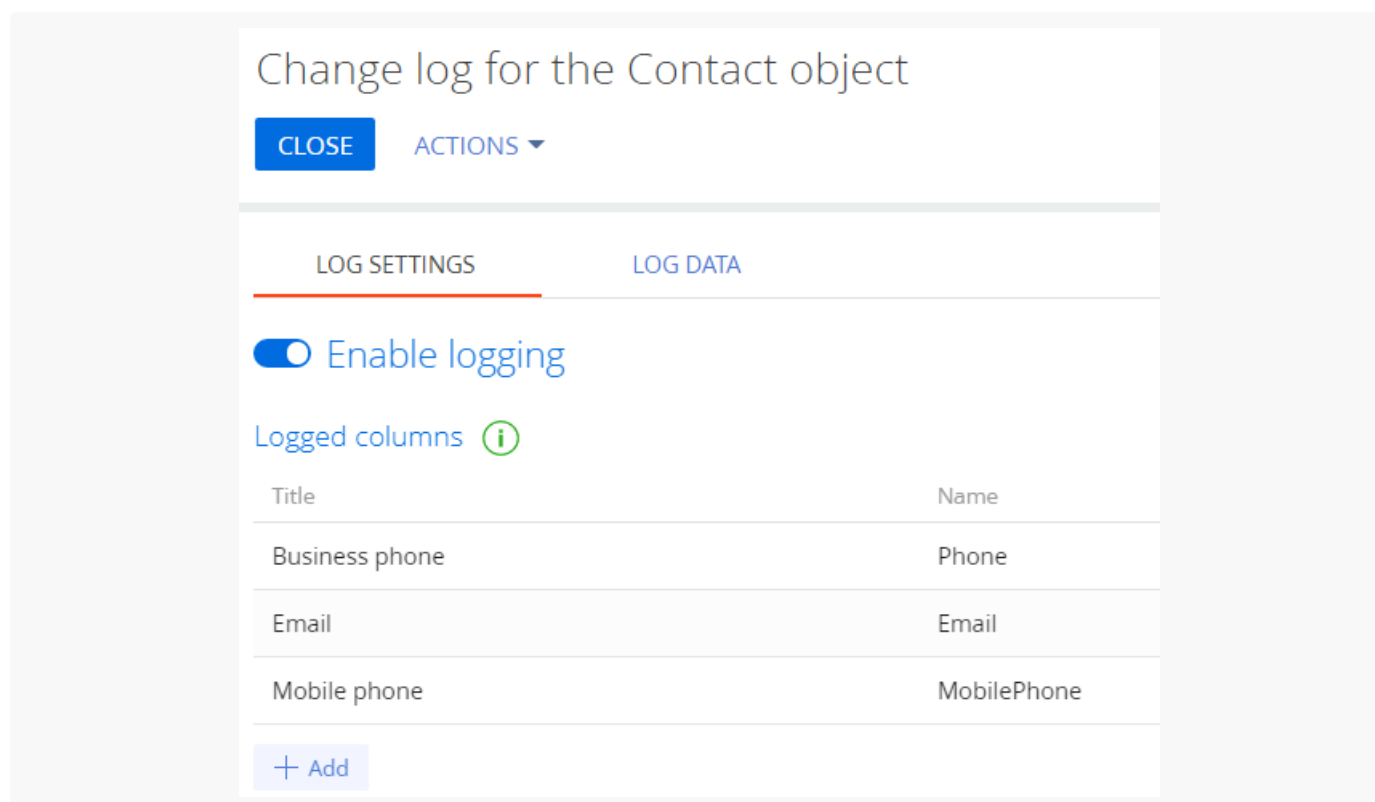 Change log for the Contact object
CLOSE ACTIONS
LOG SETTINGS LOG DATA
Enable logging
Logged columns i
Title Name
Business phone Phone
Email Email
Mobile phone MobilePhone
+ Add